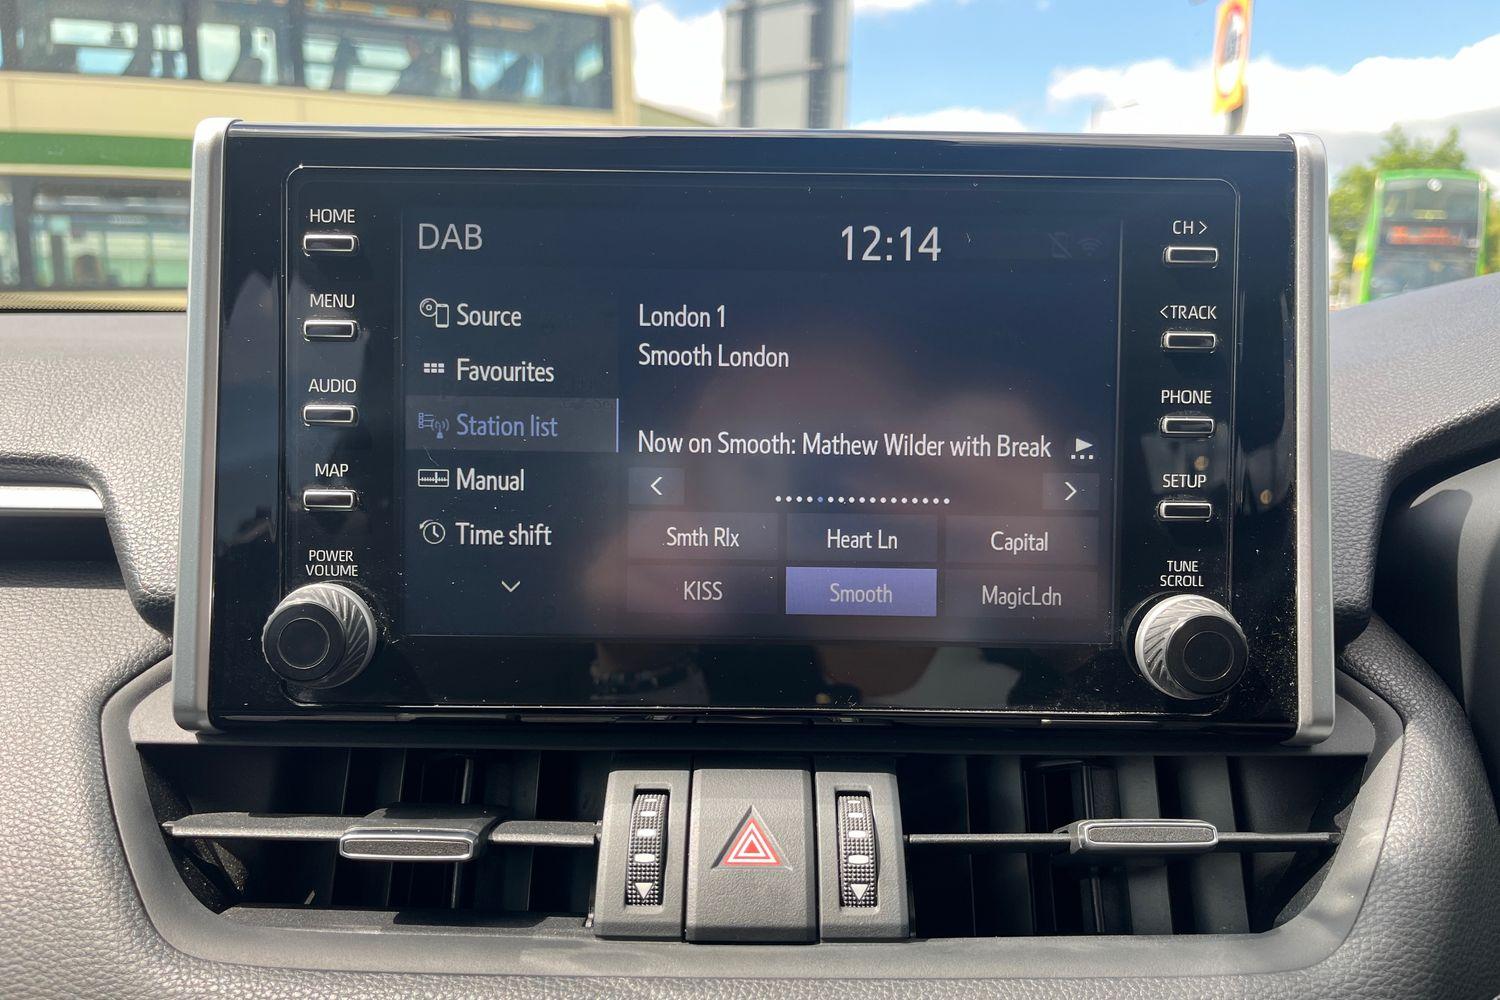 HOME
MENU
AUDIO
MAP
POWER
VOLUME
DAB
12:14
Source
Favourites
Station list
Manual
Time shift
London 1
Smooth London
Now on Smooth: Mathew Wilder with Break
Smth Rlx
Heart Ln
Capital
KISS
Smooth
MagicLdn
CH >
< TRACK
PHONE
SETUP
TUNE
SCROLL